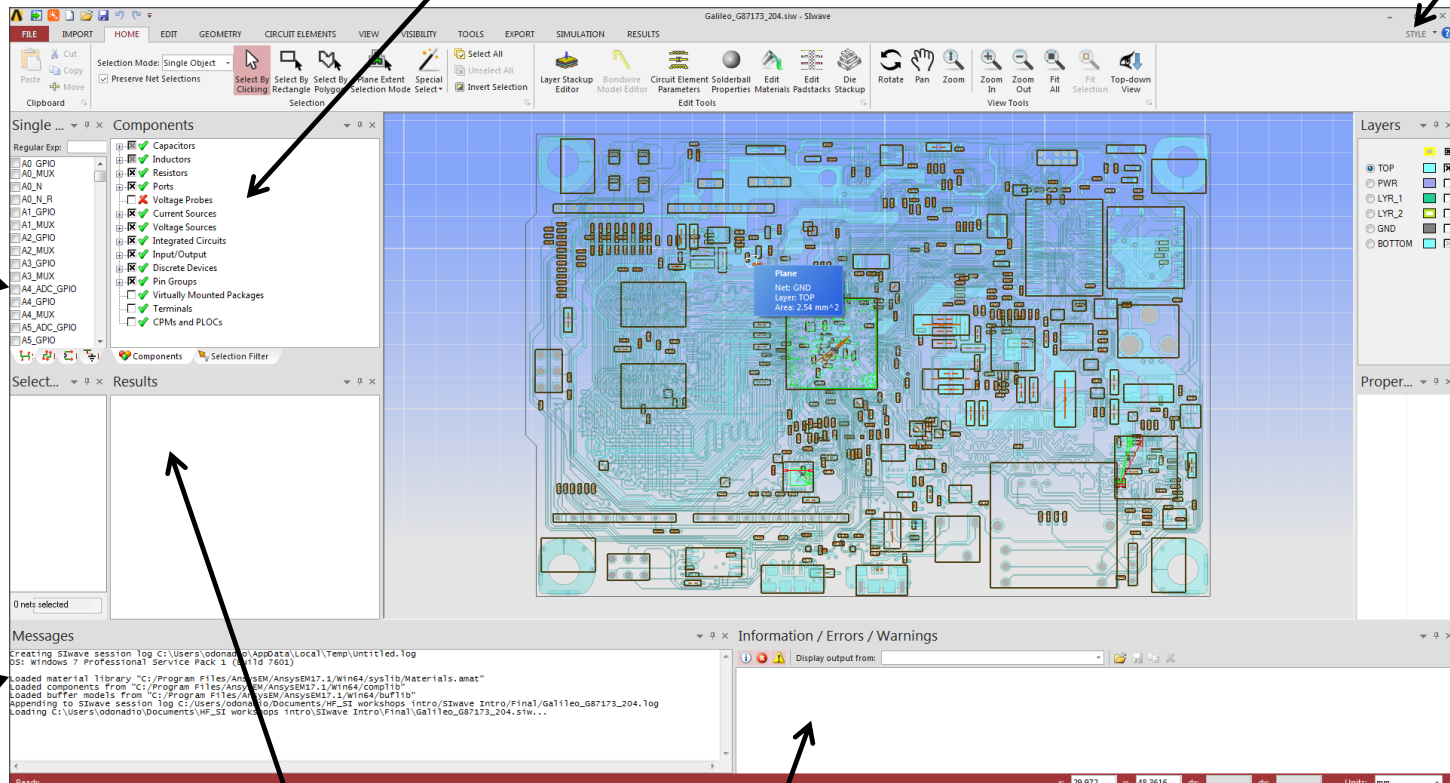 Galileo_G87173_204.siw - SIwave
FILE IMPORT HOME EDIT GEOMETRY CIRCUIT ELEMENTS VIEW VISIBILITY TOOLS EXPORT SIMULATION RESULTS STYLE
Paste
Cut
Copy
Move
Clipboard
Selection Mode: Single Object
Preserve Net Selections
Select By Clicking
Select By Rectangle
Select By Polygon
Plane Extent Selection Mode
Special Select
Select All
Unselect All
Invert Selection
Selection
Layer Stackup Editor
Bondwire Model Editor
Circuit Element Parameters
Solderball Properties
Edit Materials
Edit Padstacks
Die Stackup
Edit Tools
Rotate
Pan
Zoom
Zoom In
Zoom Out
Fit All
Fit Selection
Top-down View
View Tools
Single ...
Regular Exp:
A0_GPIO
A0_MUX
A0_N
A0_N_R
A1_GPIO
A1_MUX
A2_GPIO
A2_MUX
A3_GPIO
A3_MUX
A4_ADC_GPIO
A4_GPIO
A4_MUX
A5_ADC_GPIO
A5_GPIO
Components
Capacitors
Inductors
Resistors
Ports
Voltage Probes
Current Sources
Voltage Sources
Integrated Circuits
Input/Output
Discrete Devices
Pin Groups
Virtually Mounted Packages
Terminals
CPMs and PLOCs
Components
Selection Filter
Plane
Net: GND
Layer: TOP
Area: 2.54 mm^2
Layers
TOP
PWR
LYR_1
LYR_2
GND
BOTTOM
Select...
0 nets selected
Results
Proper...
Messages
Creating SIwave session log C:\Users\odonadio\AppData\Local\Temp\Untitled.log
OS: Windows 7 Professional Service Pack 1 (Build 7601)
Loaded material library "C:/Program Files/AnsysEM/AnsysEM17.1/Win64/syslib/Materials.amat"
Loaded components from "C:/Program Files/AnsysEM/AnsysEM17.1/Win64/complib"
Loaded buffer models from "C:/Program Files/AnsysEM/AnsysEM17.1/Win64/buflib"
Appending to SIwave session log C:/Users/odonadio/Documents/HF_SI workshops intro/SIwave Intro/Final/Galileo_G87173_204.log
Loading C:\Users\odonadio\Documents\HF_SI workshops intro\SIwave Intro\Final\Galileo_G87173_204.siw...
Information / Errors / Warnings
Display output from:
Ready
x: 29.972 y: 48.3616 dx: dy: Units: mm